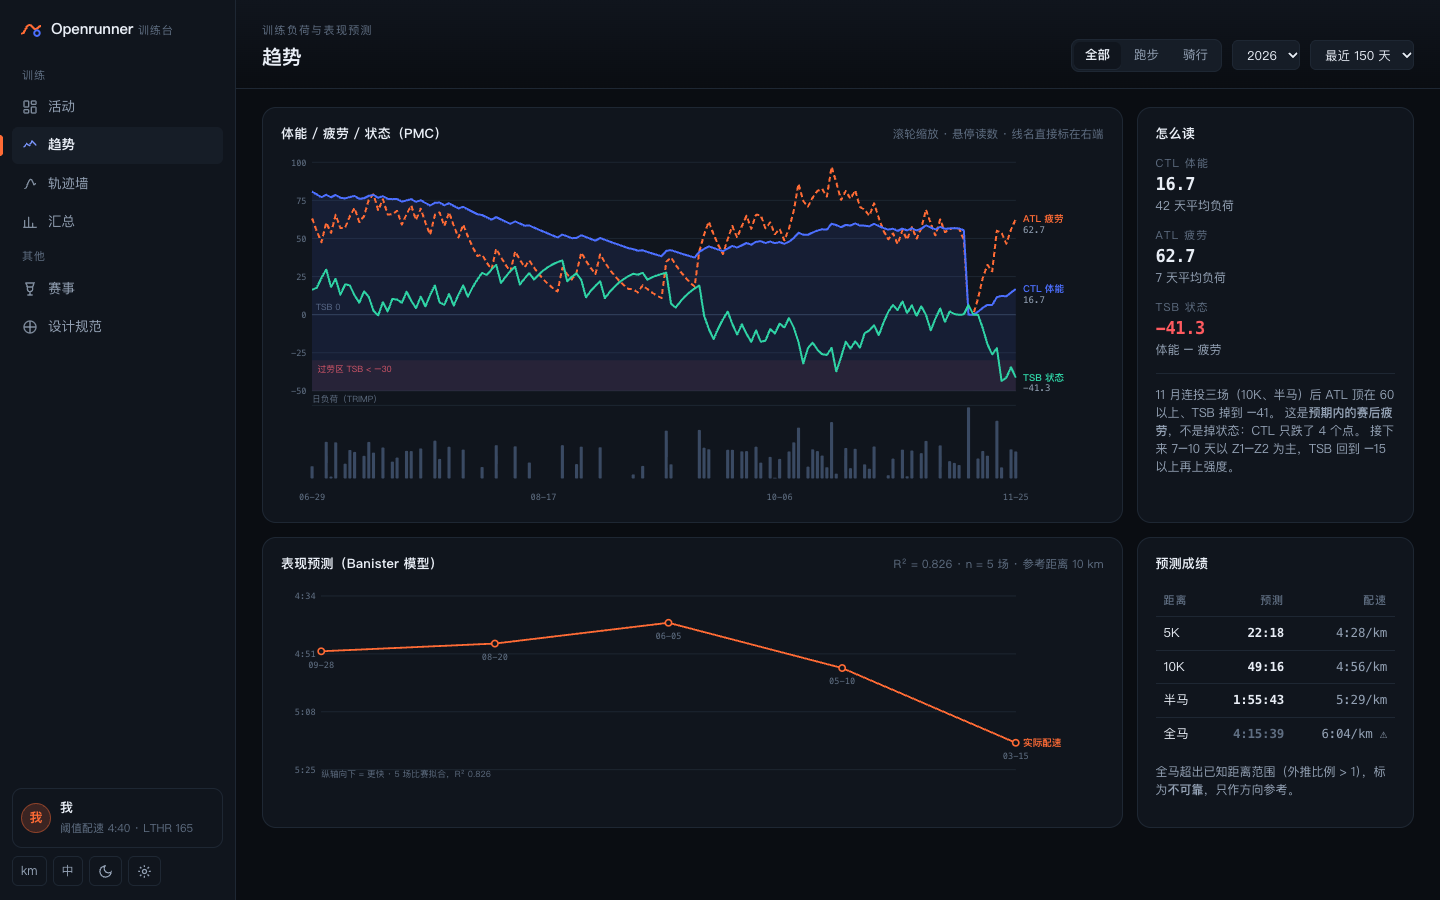 Openrunner 训练台
训练
活动
趋势
轨迹墙
汇总
其他
赛事
设计规范
我
我
阈值配速 4:40 · LTHR 165
km
中
训练负荷与表现预测
趋势
全部
跑步
骑行
2026
最近 150 天
体能 / 疲劳 / 状态（PMC）
滚轮缩放 · 悬停读数 · 线名直接标在右端
100
75
50
25
0
−25
−50
TSB 0
过劳区 TSB < −30
ATL 疲劳
62.7
CTL 体能
16.7
TSB 状态
−41.3
日负荷（TRIMP）
06−29
08−17
10−06
11−25
怎么读
CTL 体能
16.7
42 天平均负荷
ATL 疲劳
62.7
7 天平均负荷
TSB 状态
−41.3
体能 − 疲劳
11 月连投三场（10K、半马）后 ATL 顶在 60
以上、TSB 掉到 −41。 这是预期内的赛后疲
劳，不是掉状态：CTL 只跌了 4 个点。 接下
来 7−10 天以 Z1−Z2 为主，TSB 回到 −15
以上再上强度。
表现预测（Banister 模型）
R² = 0.826 · n = 5 场 · 参考距离 10 km
4:34
4:51
5:08
5:25
09−28
08−20
06−05
05−10
03−15
实际配速
纵轴向下 = 更快 · 5 场比赛拟合，R² 0.826
预测成绩
距离 预测 配速
5K 22:18 4:28/km
10K 49:16 4:56/km
半马 1:55:43 5:29/km
全马 4:15:39 6:04/km ⚠
全马超出已知距离范围（外推比例 > 1），标
为不可靠，只作方向参考。